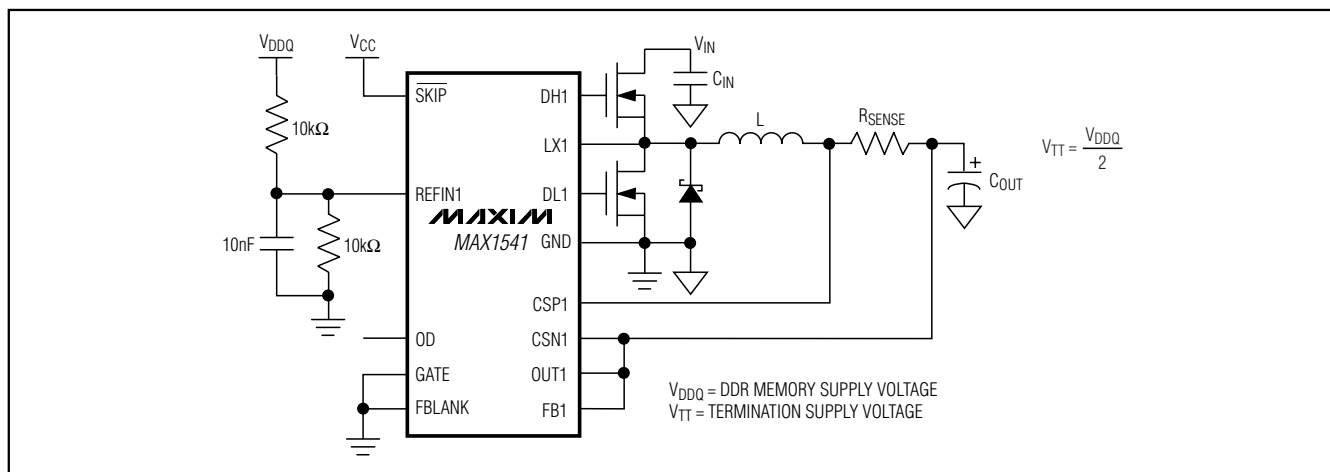 VDDQ
VCC
VIN
CIN
SKIP
DH1
10kΩ
LX1
L
RSENSE
VTT = VDDQ
2
COUT
+
REFIN1
DL1
MAXIM
MAX1541
10nF
10kΩ
GND
CSP1
OD
CSN1
GATE
OUT1
FBLANK
FB1
VDDQ = DDR MEMORY SUPPLY VOLTAGE
VTT = TERMINATION SUPPLY VOLTAGE